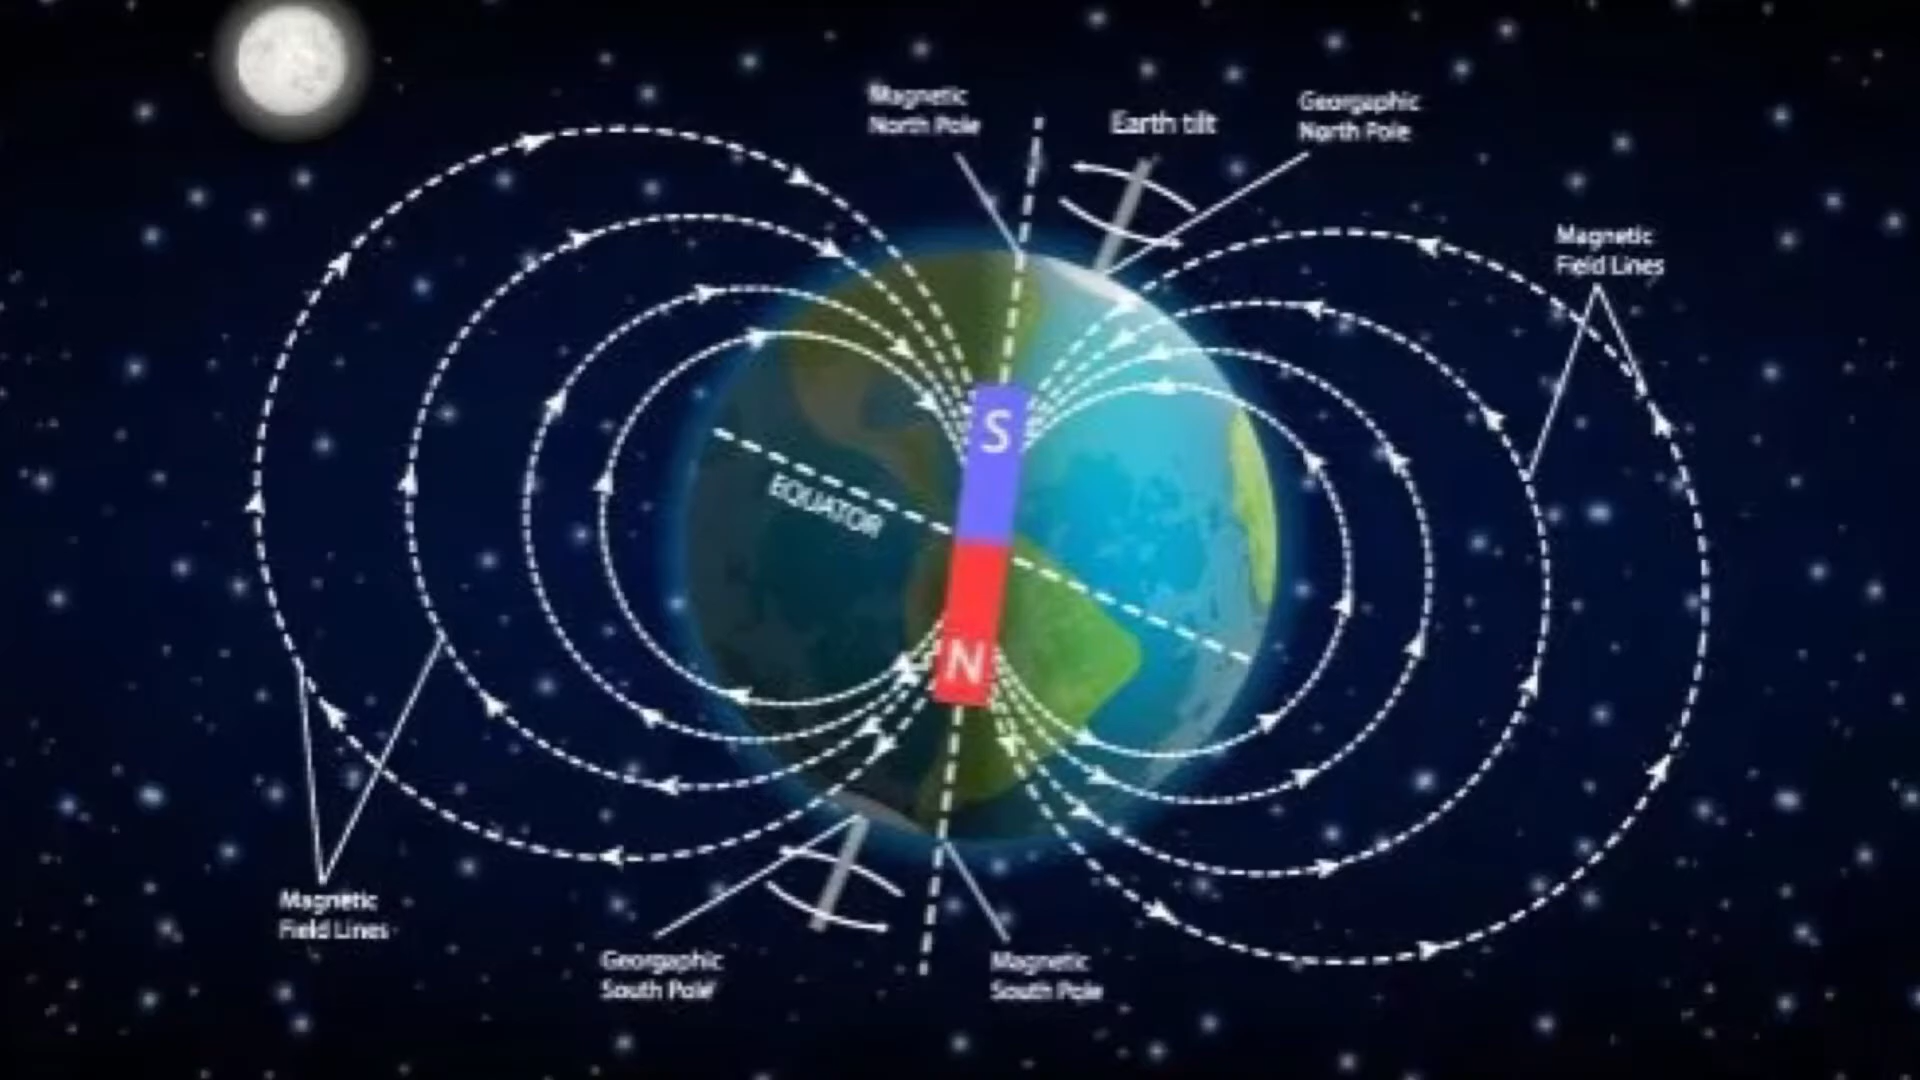 Magnetic
North Pole
Earth tilt
Georgaphic
North Pole
Magnetic
Field Lines
S
EQUATOR
N
Magnetic
Field Lines
Georgaphic
South Pole
Magnetic
South Pole